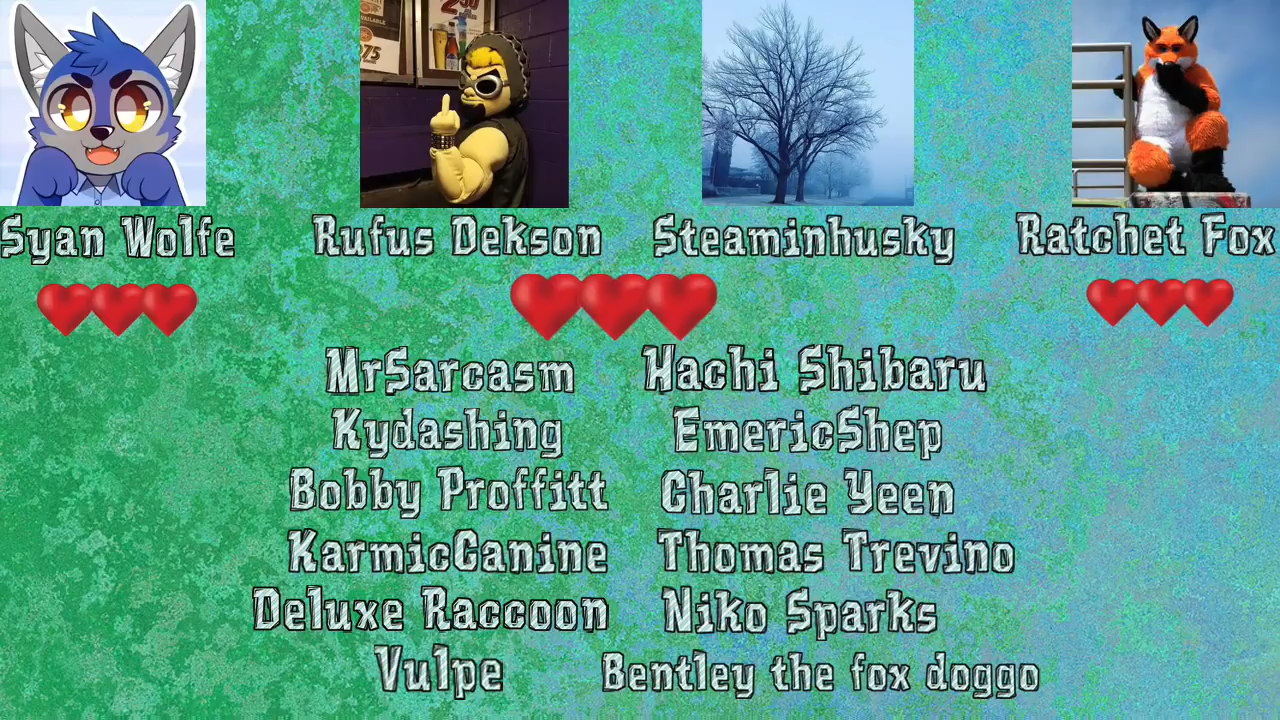 Syan Wolfe Rufus Dekson Steaminhusky Ratchet Fox
MrSarcasm Hachi Shibaru
Kydashing EmericShep
Bobby Proffitt Charlie Yeen
KarmicCanine Thomas Trevino
Deluxe Raccoon Niko Sparks
Vulpe Bentley the fox doggo